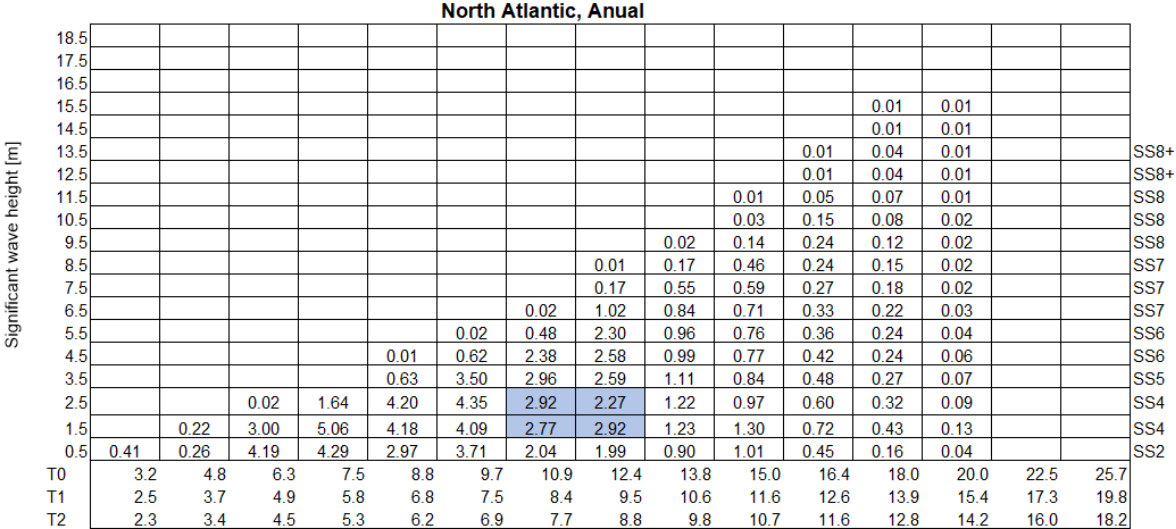 North Atlantic, Anual
Significant wave height [m]
18.5
17.5
16.5
15.5 0.01 0.01
14.5 0.01 0.01
13.5 0.01 0.04 0.01 SS8+
12.5 0.01 0.04 0.01 SS8+
11.5 0.01 0.05 0.07 0.01 SS8
10.5 0.03 0.15 0.08 0.02 SS8
9.5 0.02 0.14 0.24 0.12 0.02 SS8
8.5 0.01 0.17 0.46 0.24 0.15 0.02 SS7
7.5 0.17 0.55 0.59 0.27 0.18 0.02 SS7
6.5 0.02 1.02 0.84 0.71 0.33 0.22 0.03 SS7
5.5 0.02 0.48 2.30 0.96 0.76 0.36 0.24 0.04 SS6
4.5 0.01 0.62 2.38 2.58 0.99 0.77 0.42 0.24 0.06 SS6
3.5 0.63 3.50 2.96 2.59 1.11 0.84 0.48 0.27 0.07 SS5
2.5 0.02 1.64 4.20 4.35 2.92 2.27 1.22 0.97 0.60 0.32 0.09 SS4
1.5 0.22 3.00 5.06 4.18 4.09 2.77 2.92 1.23 1.30 0.72 0.43 0.13 SS4
0.5 0.41 0.26 4.19 4.29 2.97 3.71 2.04 1.99 0.90 1.01 0.45 0.16 0.04 SS2
T0 3.2 4.8 6.3 7.5 8.8 9.7 10.9 12.4 13.8 15.0 16.4 18.0 20.0 22.5 25.7
T1 2.5 3.7 4.9 5.8 6.8 7.5 8.4 9.5 10.6 11.6 12.6 13.9 15.4 17.3 19.8
T2 2.3 3.4 4.5 5.3 6.2 6.9 7.7 8.8 9.8 10.7 11.6 12.8 14.2 16.0 18.2